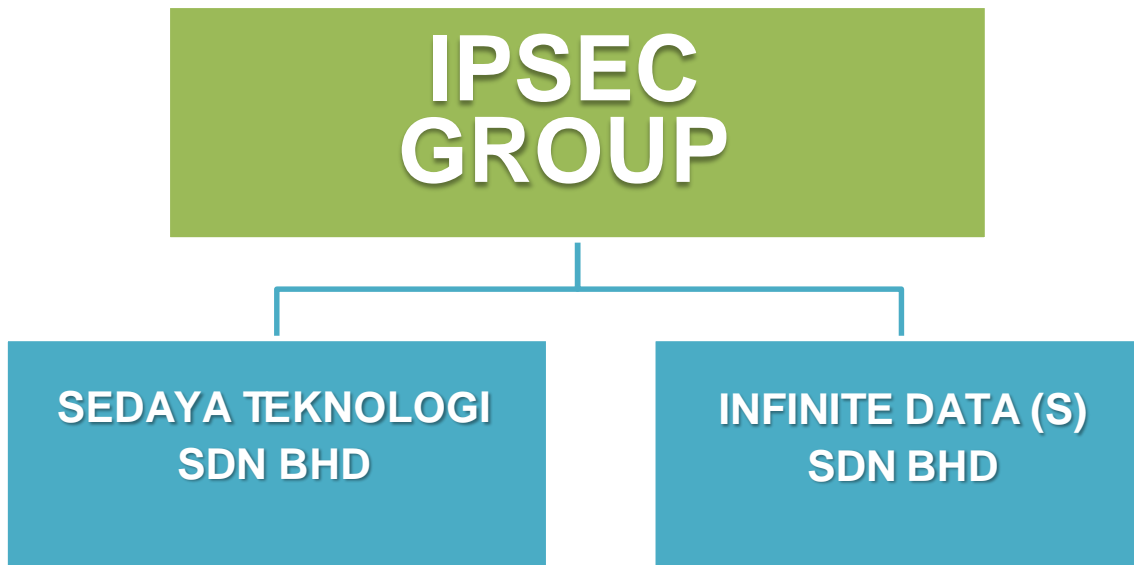 IPSEC
GROUP
SEDAYA TEKNOLOGI
SDN BHD
INFINITE DATA (S)
SDN BHD